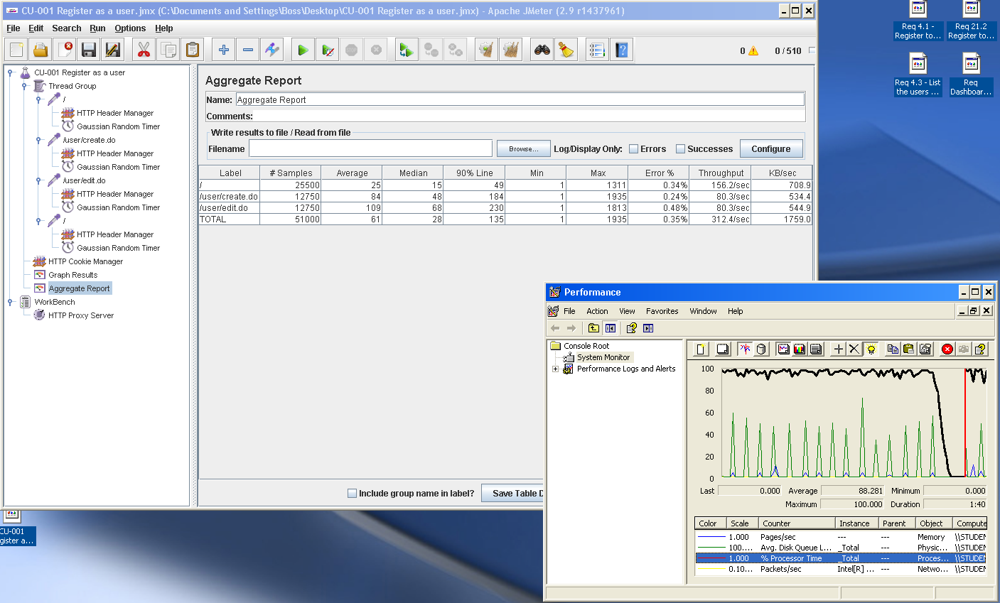 CU-001 Register as a user.jmx (C:\Documents and Settings\Boss\Desktop\CU-001 Register as a user.jmx) - Apache JMeter (2.9 r1437961)
File Edit Search Run Options Help
0 0 / 510
CU-001 Register as a user
Thread Group
/
HTTP Header Manager
Gaussian Random Timer
/user/create.do
HTTP Header Manager
Gaussian Random Timer
/user/edit.do
HTTP Header Manager
Gaussian Random Timer
/
HTTP Header Manager
Gaussian Random Timer
HTTP Cookie Manager
Graph Results
Aggregate Report
WorkBench
HTTP Proxy Server
Aggregate Report
Name: Aggregate Report
Comments:
Write results to file / Read from file
Filename Browse... Log/Display Only: Errors Successes Configure
Label # Samples Average Median 90% Line Min Max Error % Throughput KB/sec
/ 25500 25 15 49 1 1311 0.34% 156.2/sec 708.9
/user/create.do 12750 84 48 184 1 1935 0.24% 80.3/sec 534.4
/user/edit.do 12750 109 68 230 1 1813 0.48% 80.3/sec 544.9
TOTAL 51000 61 28 135 1 1935 0.35% 312.4/sec 1759.0
Include group name in label? Save Table D
Req 4.1 - Register to...
Req 21.2 Register to...
Req 4.3 - List the users ...
Req Dashboar...
CU-001
gister a...
Performance
File Action View Favorites Window Help
Console Root
System Monitor
Performance Logs and Alerts
100
80
60
40
20
0
Last 0.000 Average 88.281 Minimum 0.000
Maximum 100.000 Duration 1:40
Color Scale Counter Instance Parent Object Compute
1.000 Pages/sec --- --- Memory \\STUDEN
100.... Avg. Disk Queue L... _Total --- Physic... \\STUDEN
1.000 % Processor Time _Total --- Proces... \\STUDEN
0.10... Packets/sec Intel[R] ... --- Netwo... \\STUDEN